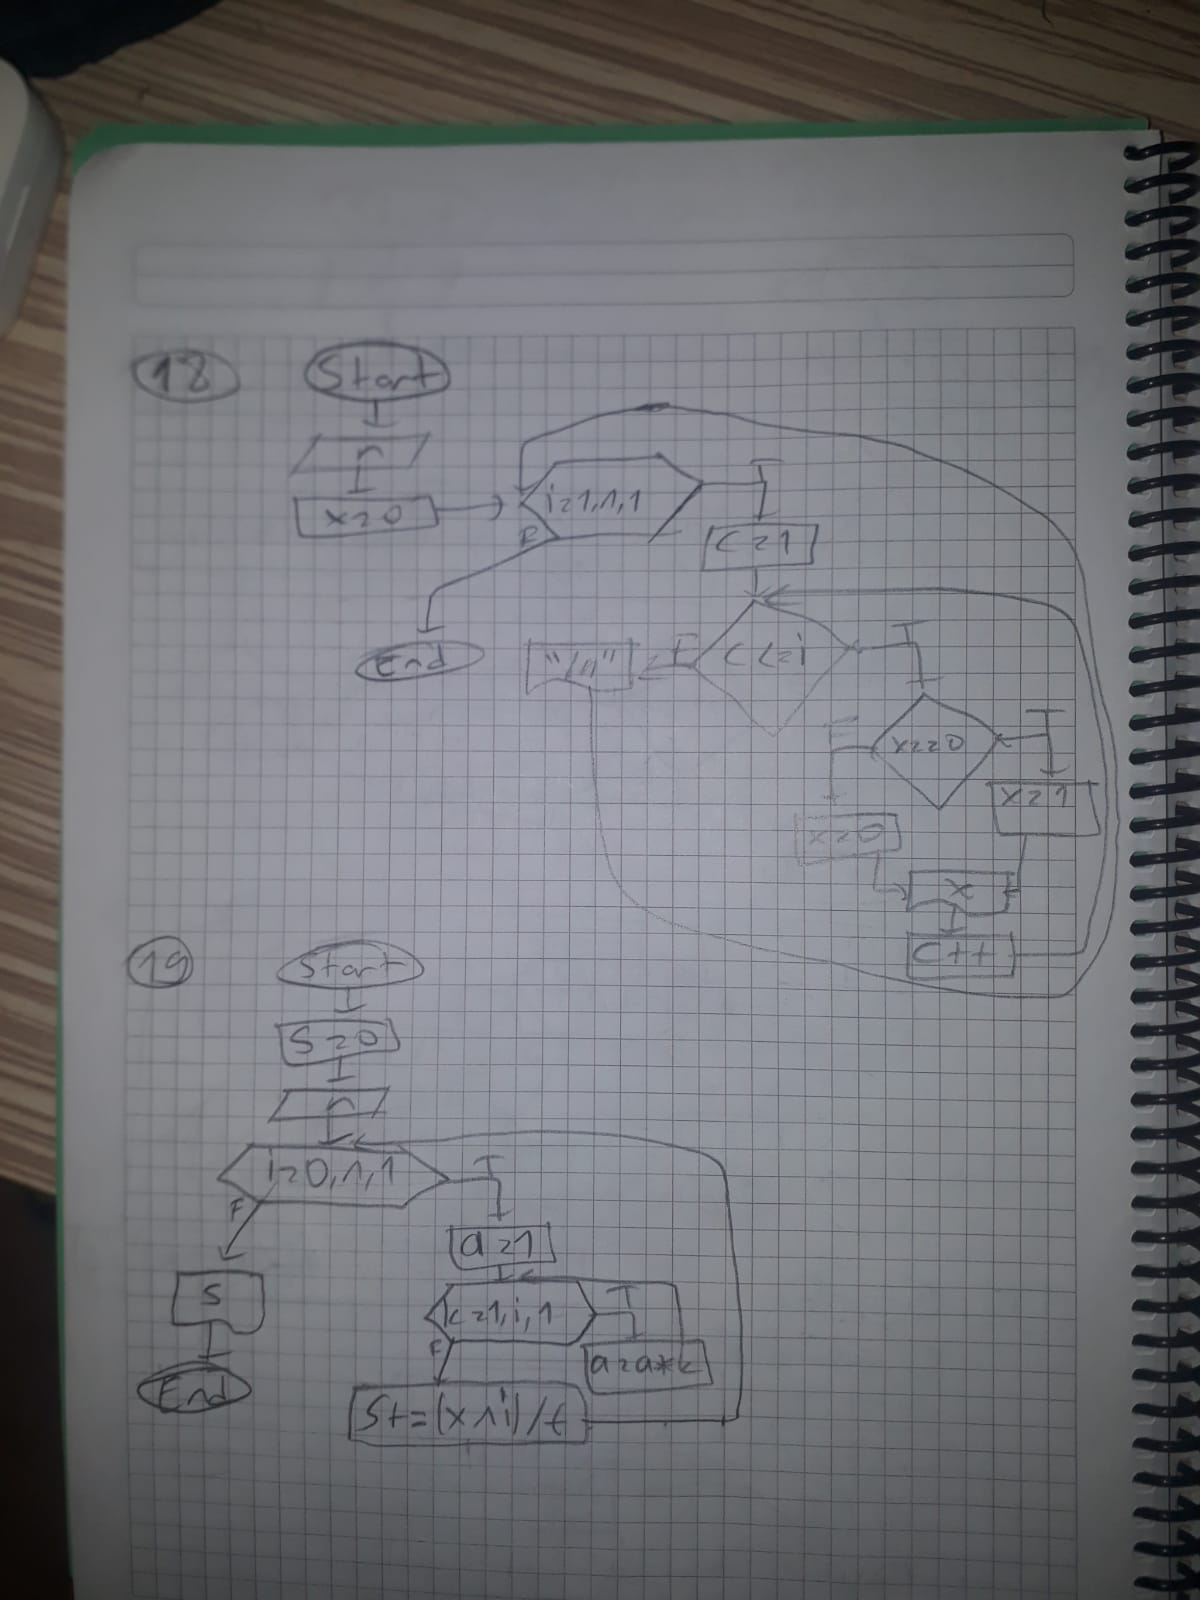 18
Start
n
x=0
i=1,n,1
T
F
c=1
End
"/n"
F
c<=i
T
F
x==0
T
x=1
x=0
x
c++
19
Start
s=0
n
i=0,n,1
T
F
a=1
s
k=1,i,1
T
F
a=a*k
End
S+=(x^i)/f